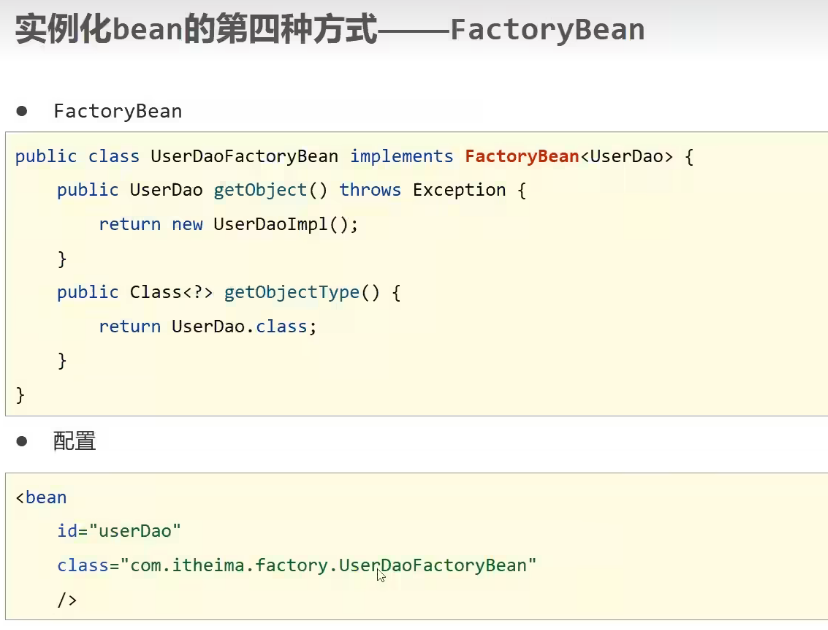 实例化bean的第四种方式——FactoryBean
● FactoryBean
public class UserDaoFactoryBean implements FactoryBean<UserDao> {
    public UserDao getObject() throws Exception {
        return new UserDaoImpl();
    }
    public Class<?> getObjectType() {
        return UserDao.class;
    }
}
● 配置
<bean
    id="userDao"
    class="com.itheima.factory.UserDaoFactoryBean"
    />